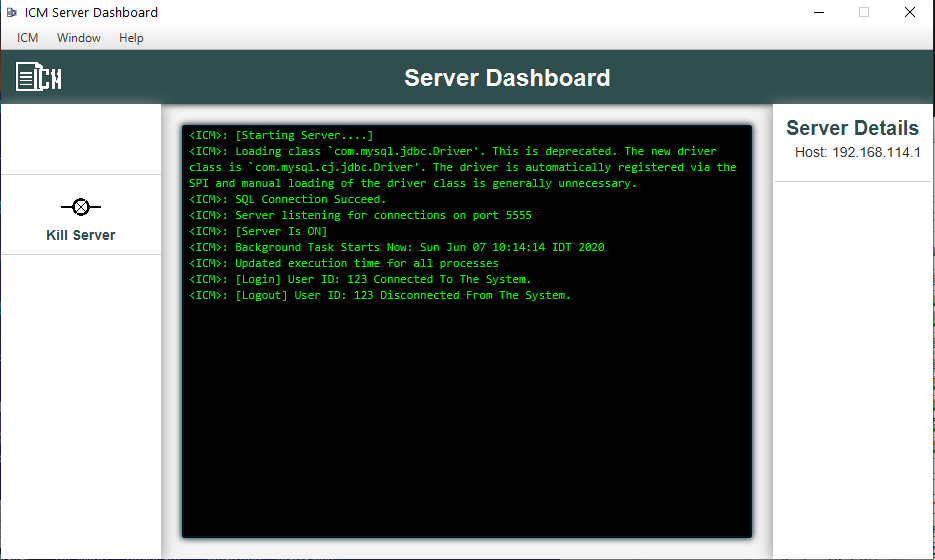 ICM Server Dashboard
ICM Window Help
ICM
Server Dashboard
Kill Server
<ICM>: [Starting Server....]
<ICM>: Loading class `com.mysql.jdbc.Driver'. This is deprecated. The new driver
class is `com.mysql.cj.jdbc.Driver'. The driver is automatically registered via the
SPI and manual loading of the driver class is generally unnecessary.
<ICM>: SQL Connection Succeed.
<ICM>: Server listening for connections on port 5555
<ICM>: [Server Is ON]
<ICM>: Background Task Starts Now: Sun Jun 07 10:14:14 IDT 2020
<ICM>: Updated execution time for all processes
<ICM>: [Login] User ID: 123 Connected To The System.
<ICM>: [Logout] User ID: 123 Disconnected From The System.
Server Details
Host: 192.168.114.1